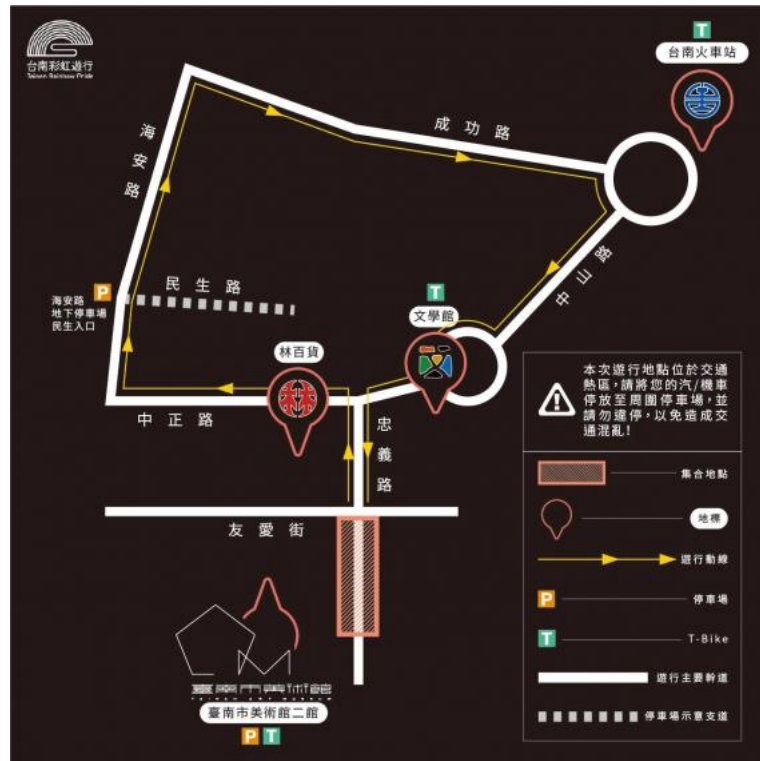 台南彩虹遊行
Tainan Rainbow Pride
T
台南火車站
成功路
海安路
中山路
P
海安路
地下停車場
民生入口
民生路
T
文學館
林百貨
中正路
忠義路
友愛街
本次遊行地點位於交通
熱區,請將您的汽/機車
停放至周圍停車場,並
請勿違停,以免造成交
通混亂!
集合地點
地標
遊行動線
P
停車場
T
T-Bike
遊行主要幹道
停車場示意支道
臺南市美術館
臺南市美術館二館
P T